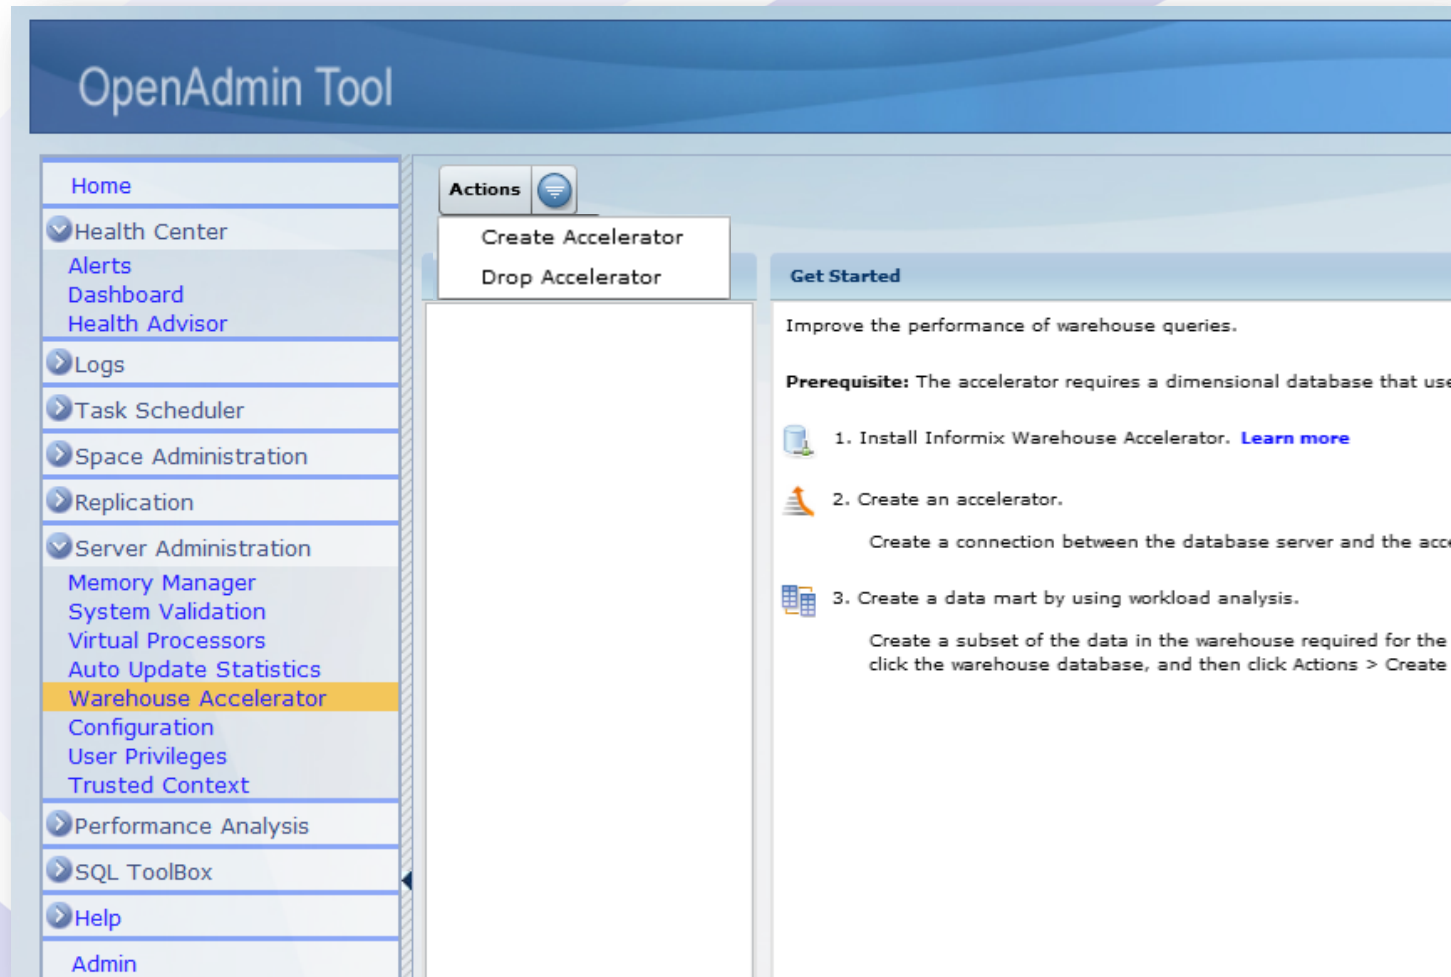 OpenAdmin Tool
Home
Health Center
Alerts
Dashboard
Health Advisor
Logs
Task Scheduler
Space Administration
Replication
Server Administration
Memory Manager
System Validation
Virtual Processors
Auto Update Statistics
Warehouse Accelerator
Configuration
User Privileges
Trusted Context
Performance Analysis
SQL ToolBox
Help
Admin
Actions
Create Accelerator
Drop Accelerator
Get Started
Improve the performance of warehouse queries.
Prerequisite: The accelerator requires a dimensional database that use
1. Install Informix Warehouse Accelerator. Learn more
2. Create an accelerator.
Create a connection between the database server and the acce
3. Create a data mart by using workload analysis.
Create a subset of the data in the warehouse required for the
click the warehouse database, and then click Actions > Create